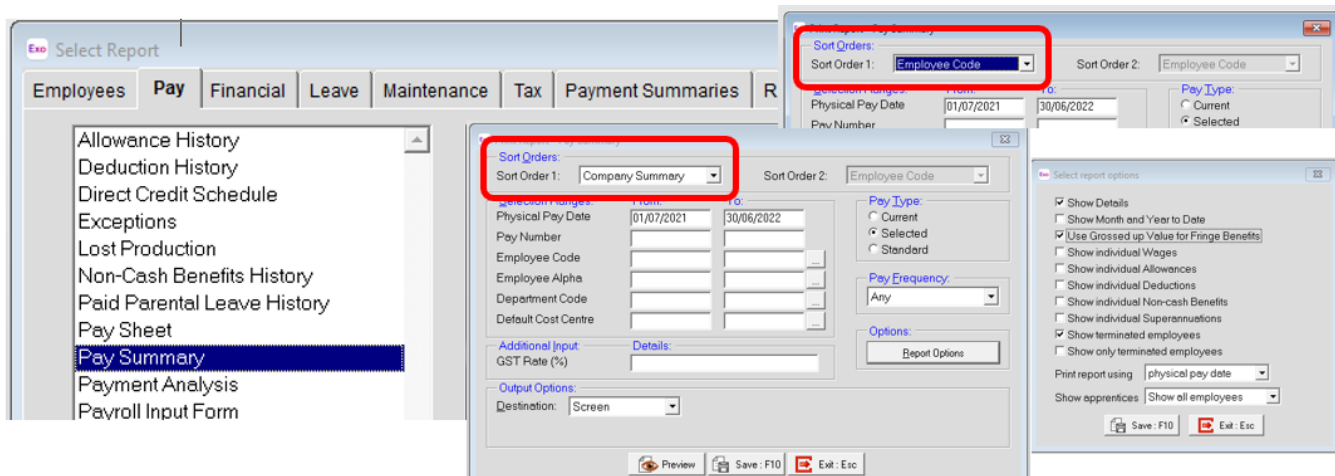 Exo Select Report
Employees Pay Financial Leave Maintenance Tax Payment Summaries R
Allowance History
Deduction History
Direct Credit Schedule
Exceptions
Lost Production
Non-Cash Benefits History
Paid Parental Leave History
Pay Sheet
Pay Summary
Payment Analysis
Payroll Input Form
Sort Orders:
Sort Order 1: Company Summary Sort Order 2: Employee Code
Selection Ranges: From: To:
Physical Pay Date 01/07/2021 30/06/2022
Pay Number
Employee Code ...
Employee Alpha ...
Department Code ...
Default Cost Centre ...
Pay Type:
Current
Selected
Standard
Pay Frequency:
Any
Options:
Report Options
Additional Input: Details:
GST Rate (%)
Output Options:
Destination: Screen
Preview Save : F10 Exit : Esc
Sort Orders:
Sort Order 1: Employee Code Sort Order 2: Employee Code
Selection Ranges: From: To:
Physical Pay Date 01/07/2021 30/06/2022
Pay Number
Pay Type:
Current
Selected
Exo Select report options
Show Details
Show Month and Year to Date
Use Grossed up Value for Fringe Benefits
Show individual Wages
Show individual Allowances
Show individual Deductions
Show individual Non-cash Benefits
Show individual Superannuations
Show terminated employees
Show only terminated employees
Print report using physical pay date
Show apprentices Show all employees
Save : F10 Exit : Esc